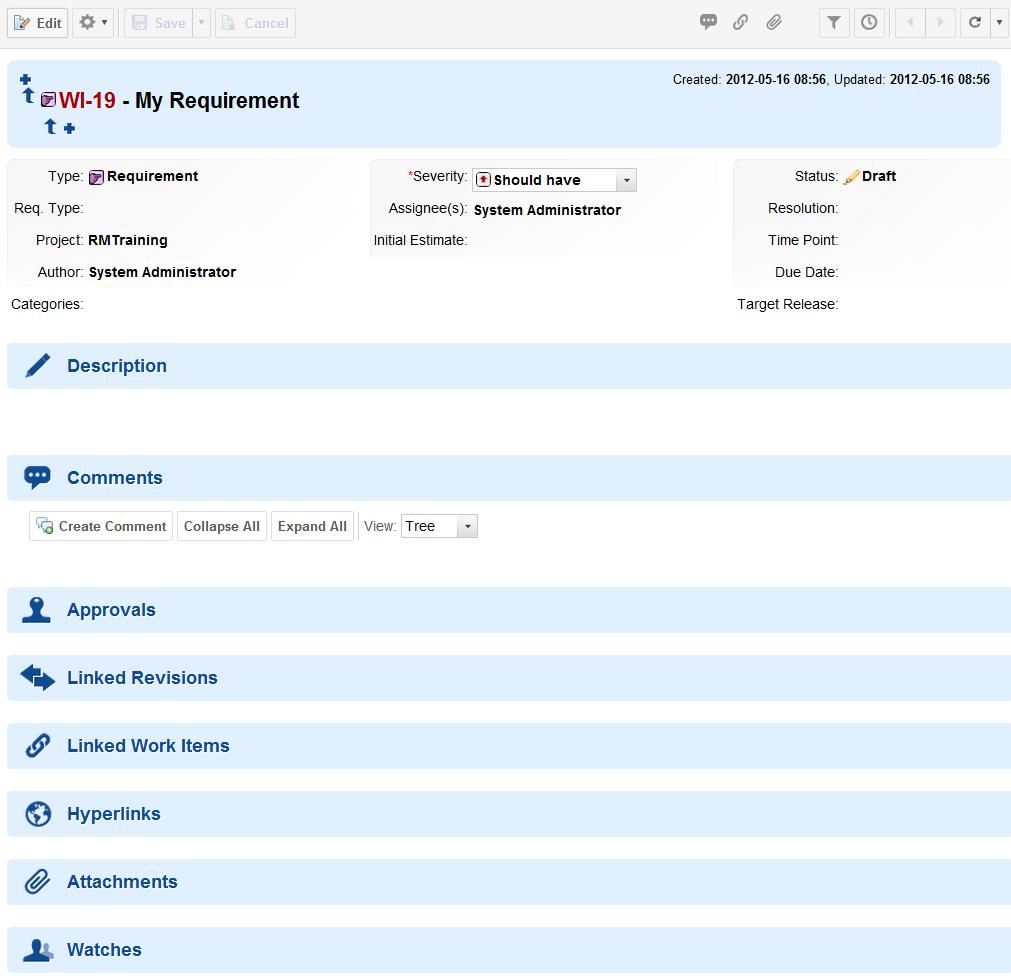 Edit Save Cancel
Created: 2012-05-16 08:56, Updated: 2012-05-16 08:56
WI-19 - My Requirement
Type: Requirement *Severity: Should have Status: Draft
Req. Type: Assignee(s): System Administrator Resolution:
Project: RMTraining Initial Estimate: Time Point:
Author: System Administrator Due Date:
Categories: Target Release:
Description
Comments
Create Comment Collapse All Expand All View: Tree
Approvals
Linked Revisions
Linked Work Items
Hyperlinks
Attachments
Watches